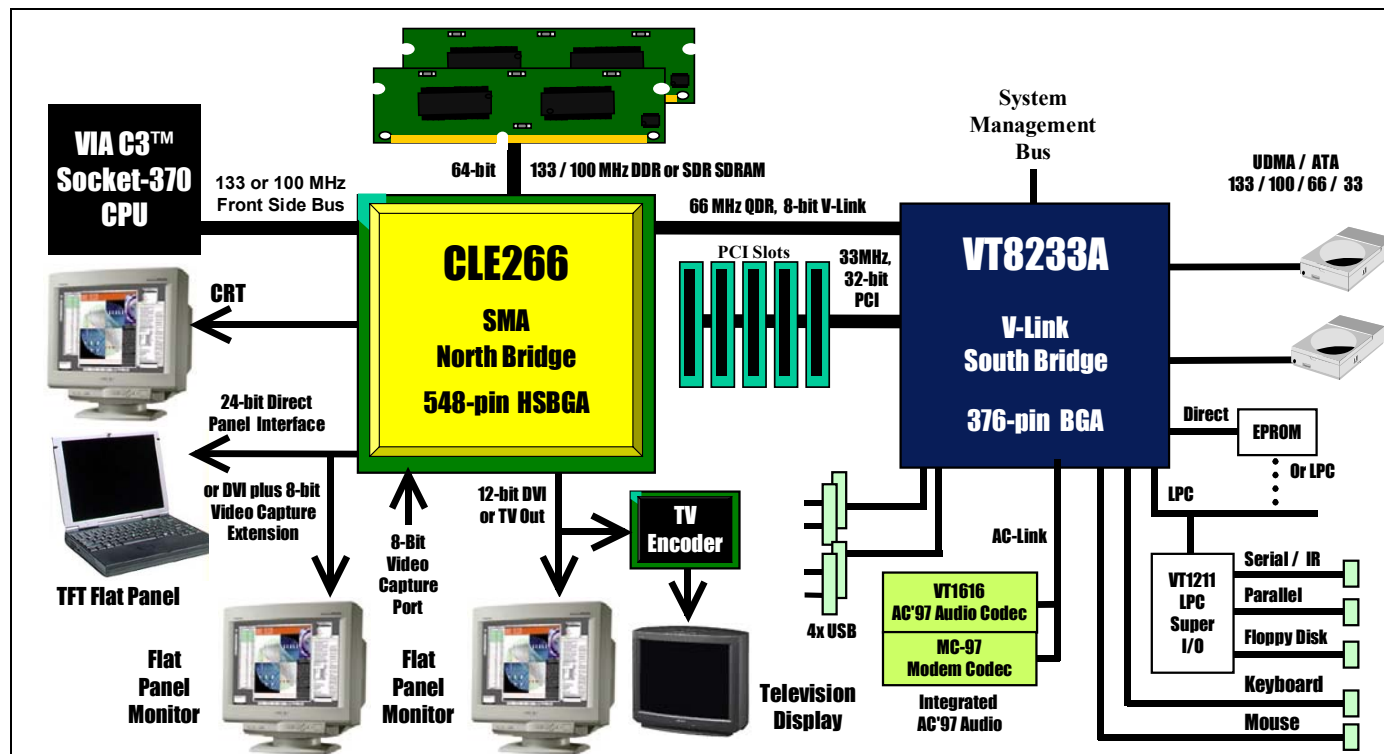 VIA C3™
Socket-370
CPU
133 or 100 MHz
Front Side Bus
64-bit
133 / 100 MHz DDR or SDR SDRAM
CLE266
SMA
North Bridge
548-pin HSBGA
66 MHz QDR, 8-bit V-Link
PCI Slots
33MHz,
32-bit
PCI
System
Management
Bus
VT8233A
V-Link
South Bridge
376-pin BGA
UDMA / ATA
133 / 100 / 66 / 33
CRT
24-bit Direct
Panel Interface
or DVI plus 8-bit
Video Capture
Extension
TFT Flat Panel
Flat
Panel
Monitor
8-Bit
Video
Capture
Port
Flat
Panel
Monitor
12-bit DVI
or TV Out
TV
Encoder
Television
Display
4x USB
AC-Link
VT1616
AC'97 Audio Codec
MC-97
Modem Codec
Integrated
AC'97 Audio
Direct
EPROM
Or LPC
LPC
VT1211
LPC
Super
I/O
Serial / IR
Parallel
Floppy Disk
Keyboard
Mouse